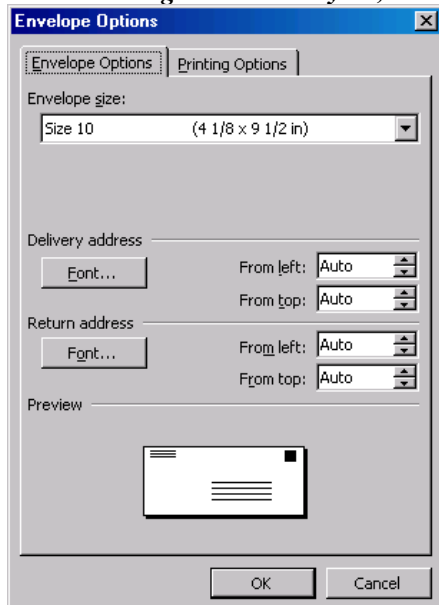 Envelope Options
Envelope Options Printing Options
Envelope size:
Size 10 (4 1/8 x 9 1/2 in)
Delivery address
Font... From left: Auto
From top: Auto
Return address
Font... From left: Auto
From top: Auto
Preview
OK Cancel